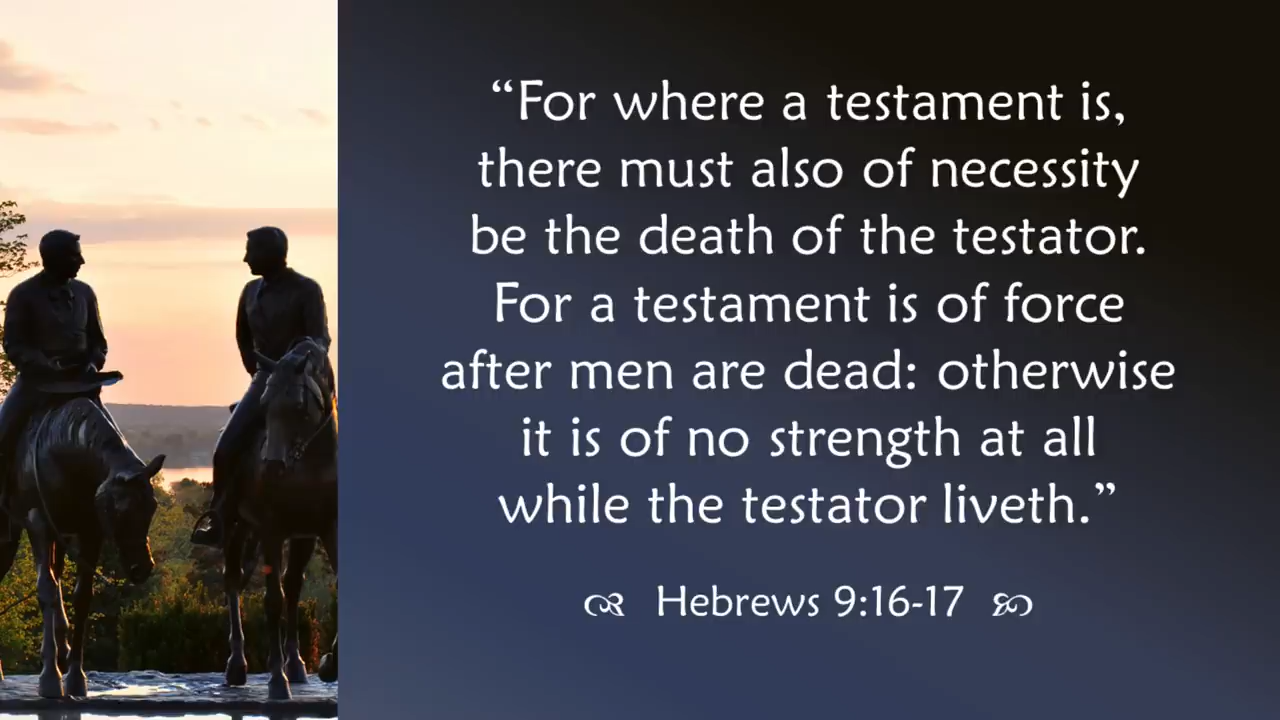 “For where a testament is,
there must also of necessity
be the death of the testator.
For a testament is of force
after men are dead: otherwise
it is of no strength at all
while the testator liveth.”
Hebrews 9:16-17